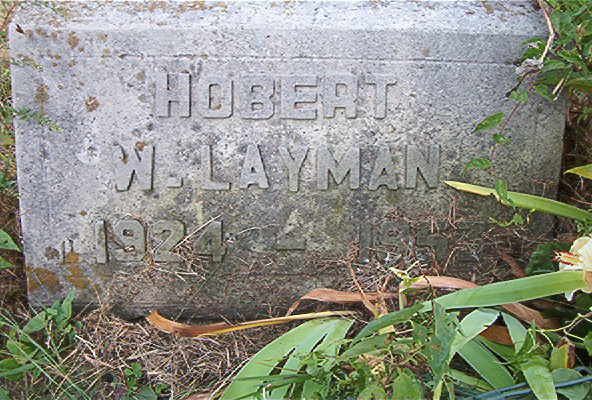 HOBERT
W. LAYMAN
1924 —